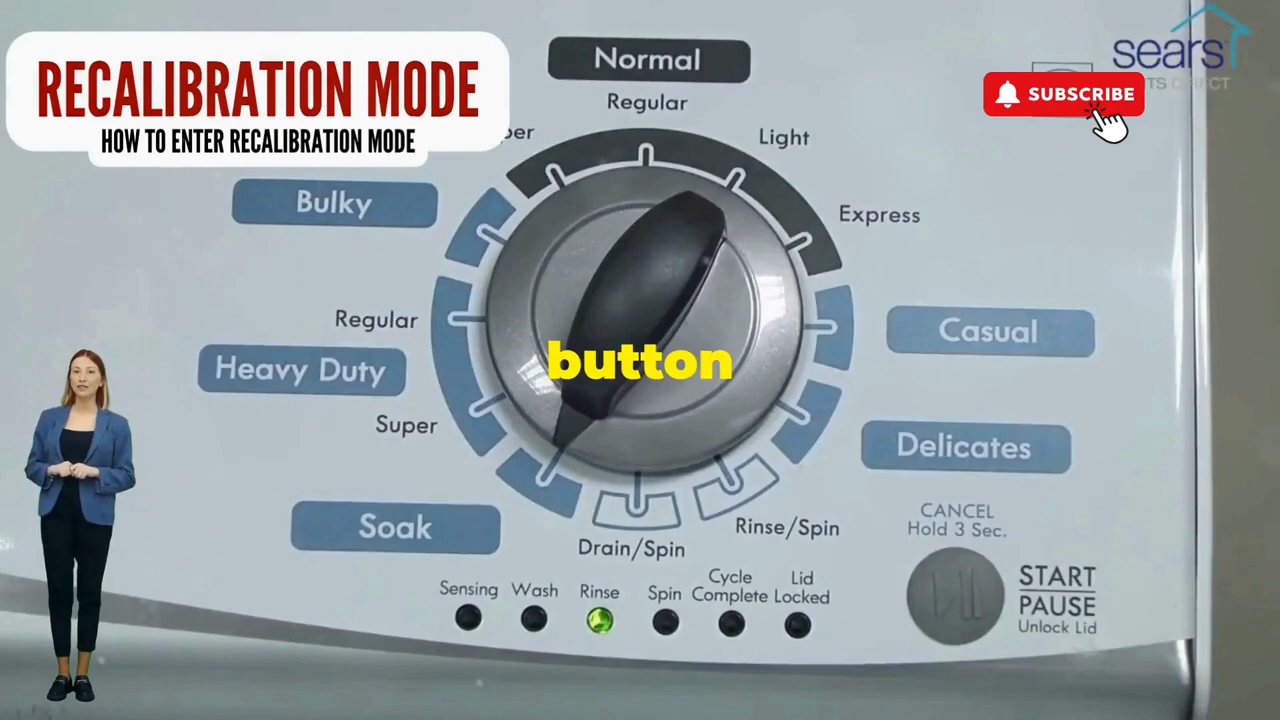 RECALIBRATION MODE
HOW TO ENTER RECALIBRATION MODE
Normal
Regular
Light
Express
Bulky
Regular
Heavy Duty
Super
Casual
Delicates
Soak
Drain/Spin
Rinse/Spin
button
CANCEL
Hold 3 Sec.
START
PAUSE
Unlock Lid
Sensing
Wash
Rinse
Spin
Cycle
Complete
Lid
Locked
sears
SUBSCRIBE